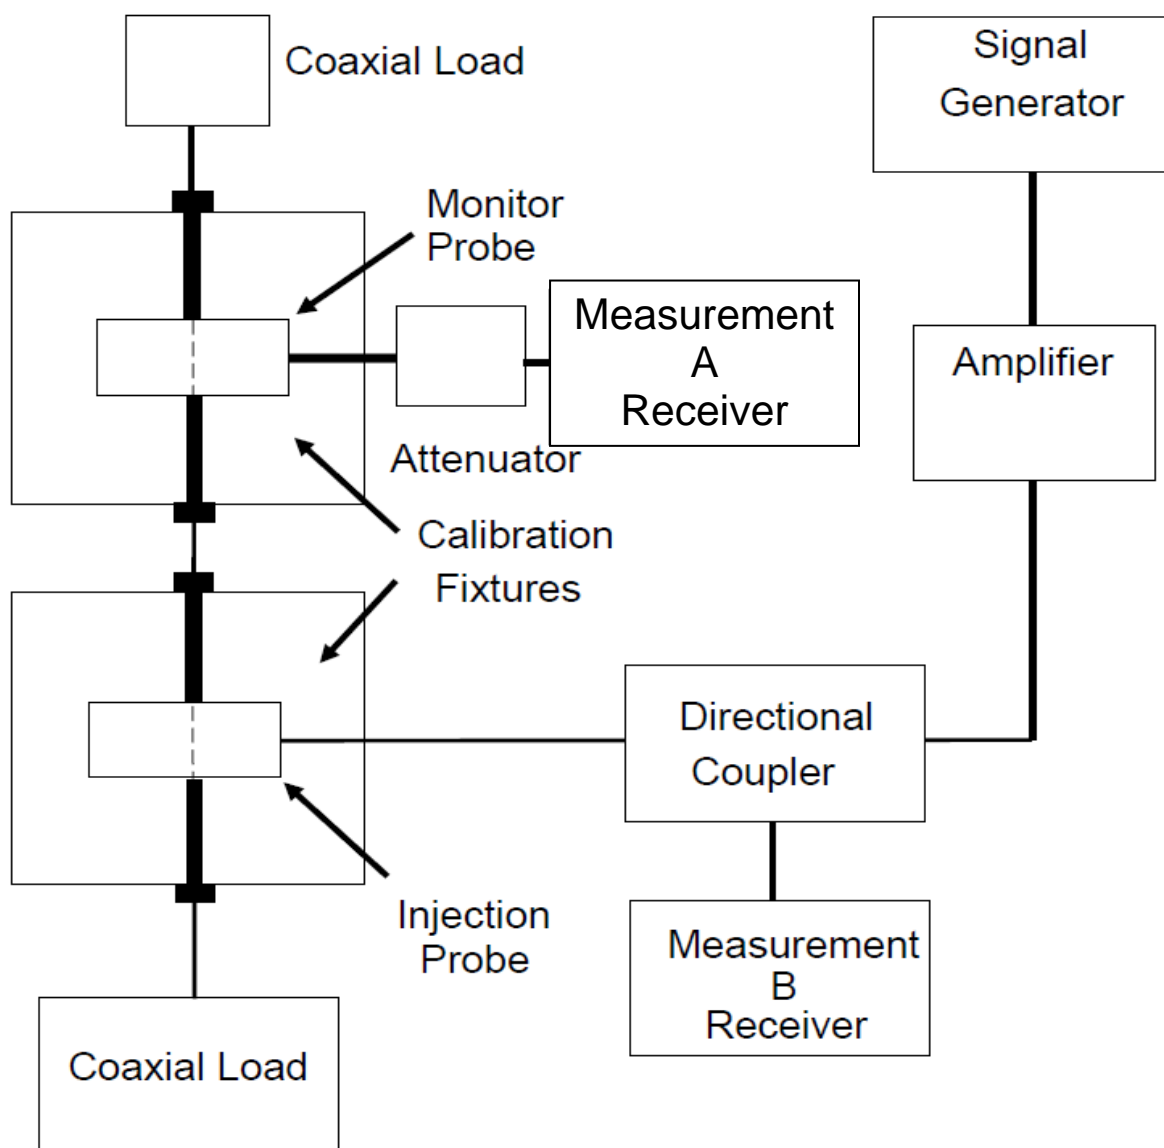 Coaxial Load
Signal
Generator
Monitor
Probe
Measurement
A
Receiver
Amplifier
Attenuator
Calibration
Fixtures
Directional
Coupler
Injection
Probe
Measurement
B
Receiver
Coaxial Load